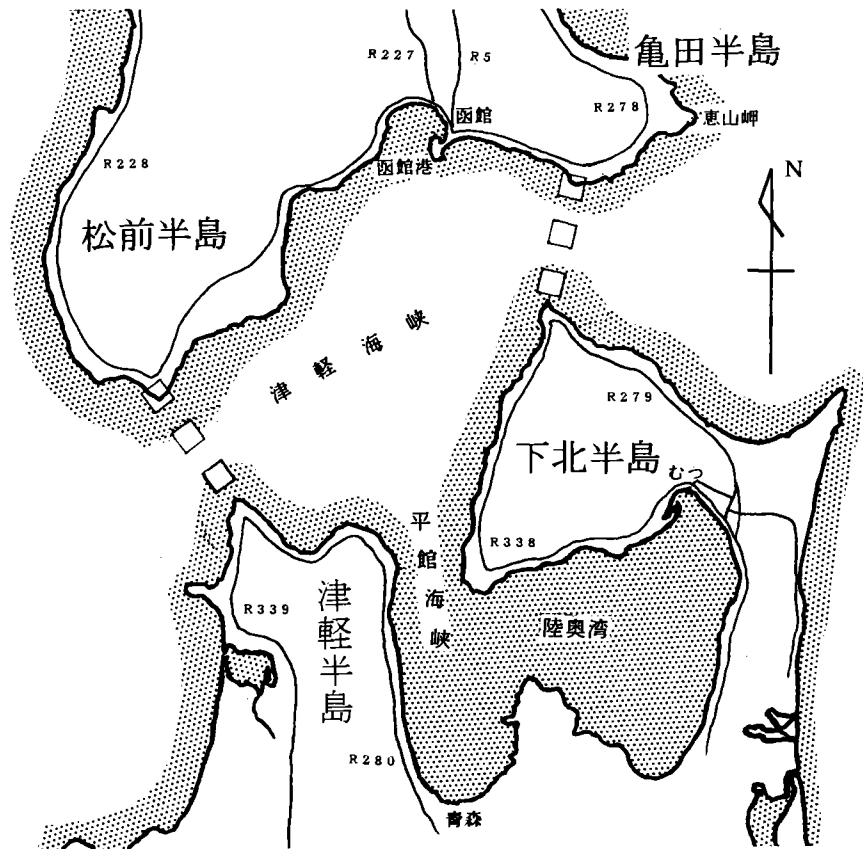 亀田半島
R227
R5
函館
R278
恵山岬
函館港
R228
N
松前半島
津軽海峡
R279
下北半島
むつ
平館海峡
R338
R339
津軽半島
陸奥湾
R280
青森